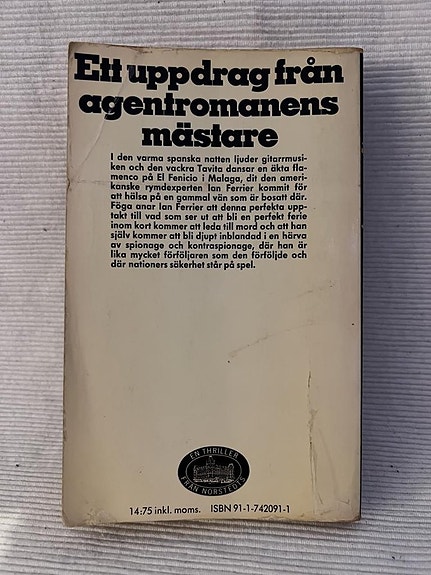 Ett uppdrag från
agentromanens
mästare
I den varma spanska natten ljuder gitarrmusi-
ken och den vackra Tavita dansar en äkta fla-
menco på El Fenicio i Malaga, dit den ameri-
kanske rymdexperten Ian Ferrier kommit för
att hälsa på en gammal vän som är bosatt där.
Föga anar Ian Ferrier att denna perfekta upp-
takt till vad som ser ut att bli en perfekt ferie
inom kort kommer att leda till mord och att han
själv kommer att bli djupt inblandad i en härva
av spionage och kontraspionage, där han är
lika mycket förföljaren som den förföljde och
där nationers säkerhet står på spel.
EN THRILLER
FRÅN NORSTEDTS
14:75 inkl. moms. ISBN 91-1-742091-1